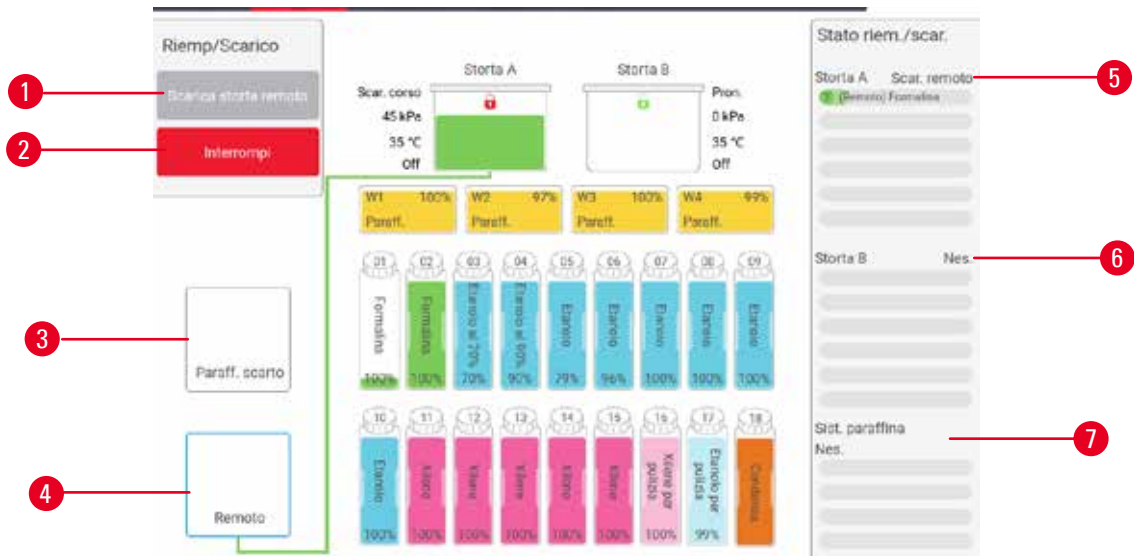 Riemp/Scarico
1
Scarica storta remoto
2
Interrompi
Storta A
Storta B
Scar. corso
45 kPa
35 °C
Off
Pron.
0 kPa
35 °C
Off
W1 100%
Paraff.
W2 97%
Paraff.
W3 100%
Paraff.
W4 99%
Paraff.
01 02 03 04 05 06 07 08 09
Formalina
Formalina
Etanolo al 70%
Etanolo al 90%
Etanolo
Etanolo
Etanolo
Etanolo
Etanolo
100% 100% 70% 90% 79% 96% 100% 100% 100%
10 11 12 13 14 15 16 17 18
Etanolo
Xilene
Xilene
Xilene
Xilene
Xilene
Xilene per pulizia
Etanolo per pulizia
Condensa
100% 100% 100% 100% 100% 100% 100% 99%
3
Paraff. scarto
4
Remoto
Stato riem./scar.
Storta A Scar. remoto
5
(Remoto) Formalina
Storta B Nes.
6
Sist. paraffina
7
Nes.